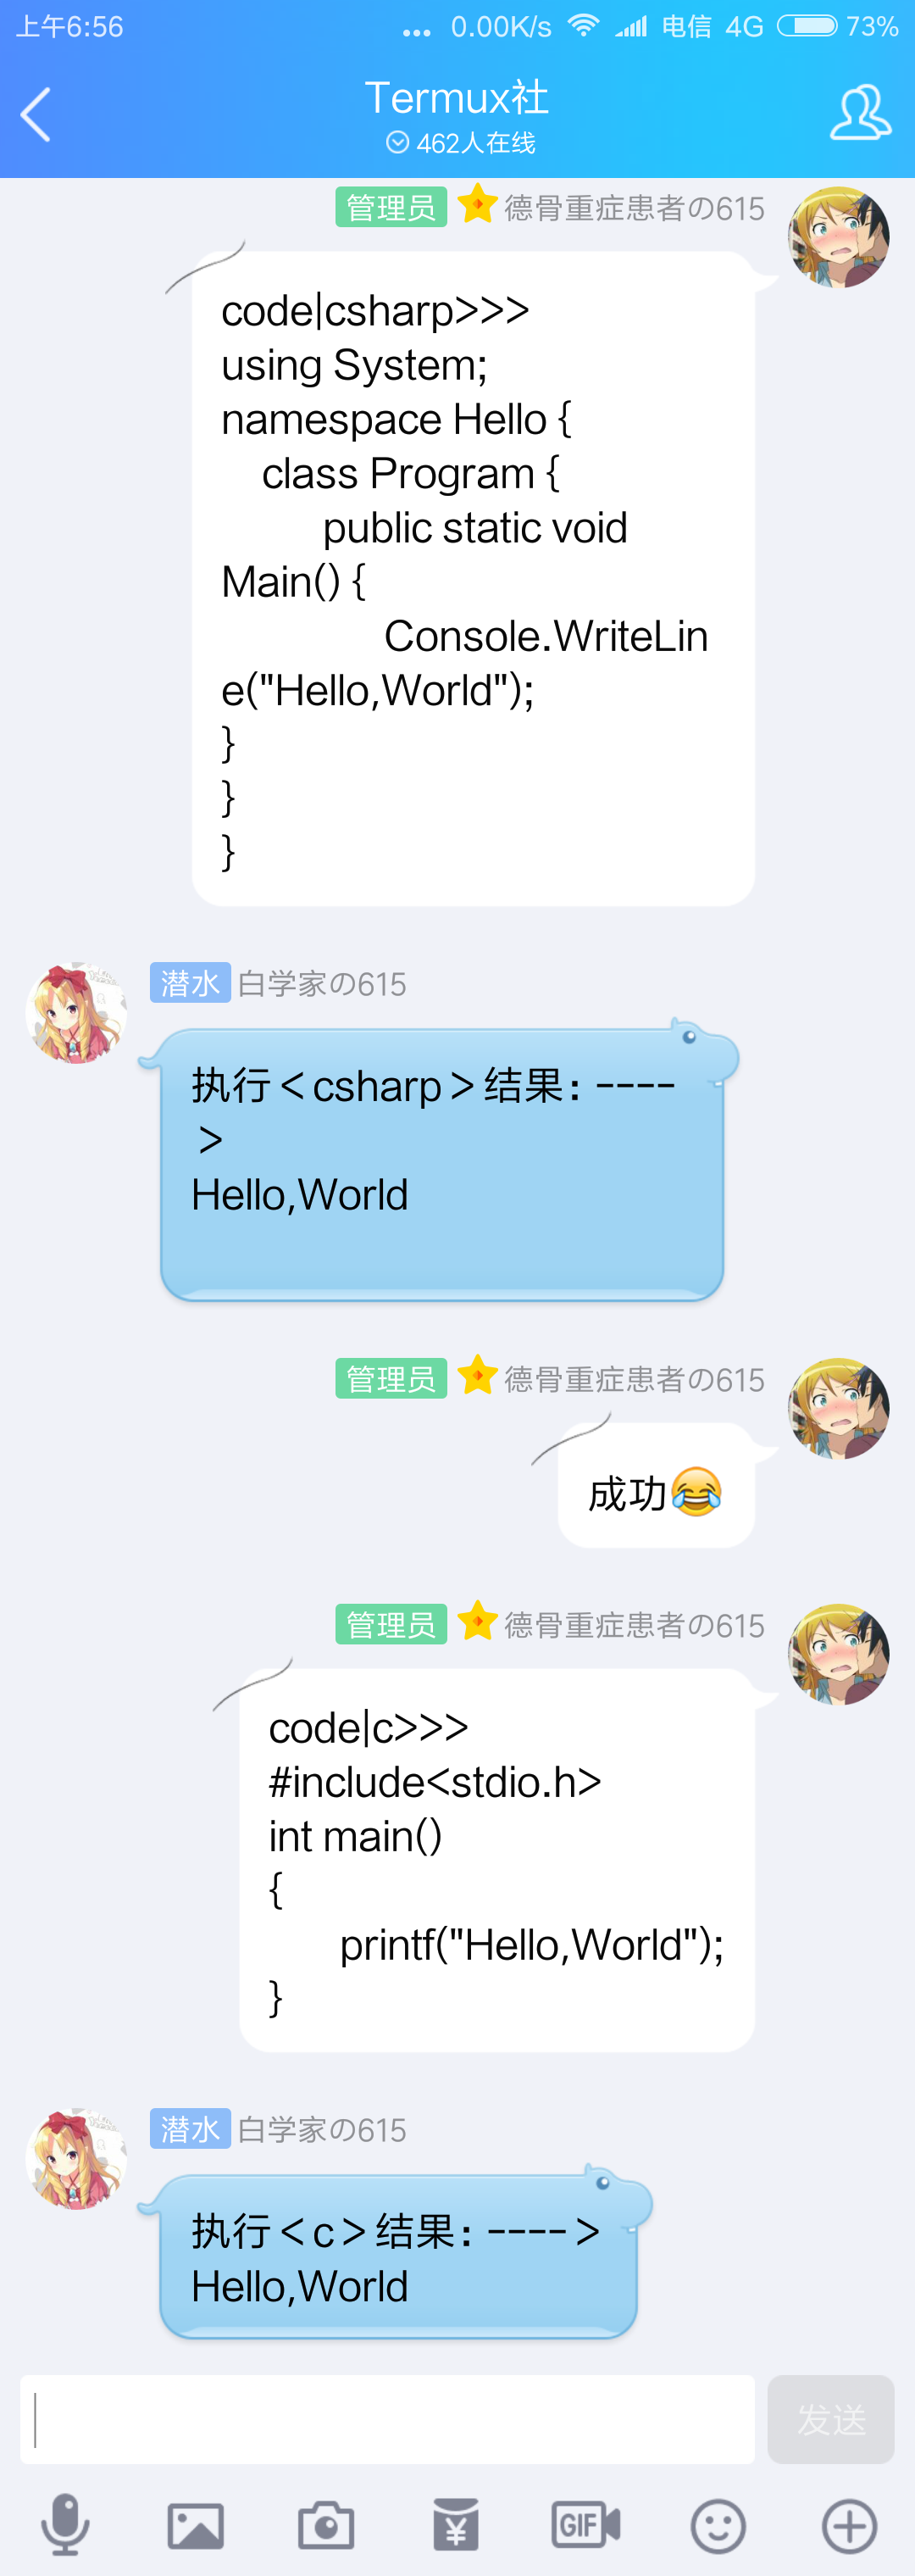 上午6:56 ... 0.00K/s 电信 4G 73%
Termux社
462人在线
管理员 德骨重症患者の615
code|csharp>>>
using System;
namespace Hello {
    class Program {
          public static void
Main() {
                Console.WriteLin
e("Hello,World");
}
}
}
潜水 白学家の615
执行＜csharp＞结果：----
＞
Hello,World
管理员 德骨重症患者の615
成功😂
管理员 德骨重症患者の615
code|c>>>
#include<stdio.h>
int main()
{
       printf("Hello,World");
}
潜水 白学家の615
执行＜c＞结果：----＞
Hello,World
发送
GIF